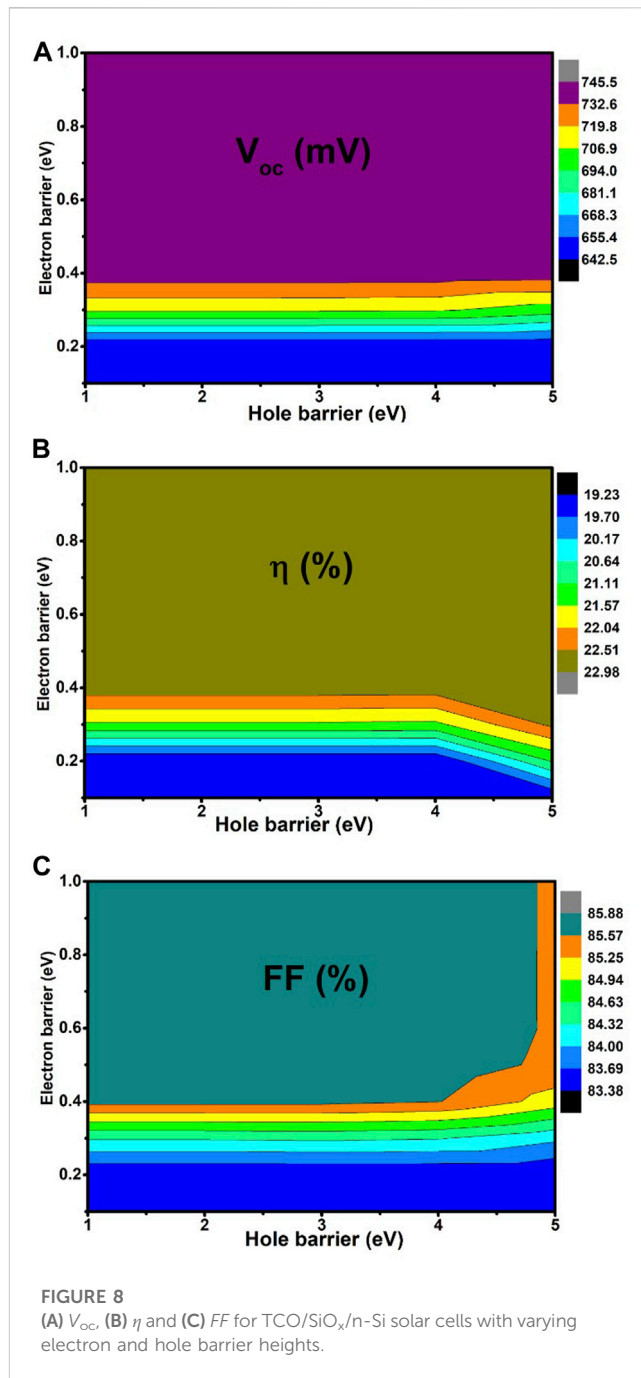 A
1.0
0.8
0.6
0.4
0.2
Electron barrier (eV)
Voc (mV)
1 2 3 4 5
Hole barrier (eV)
745.5
732.6
719.8
706.9
694.0
681.1
668.3
655.4
642.5
B
1.0
0.8
0.6
0.4
0.2
Electron barrier (eV)
η (%)
1 2 3 4 5
Hole barrier (eV)
19.23
19.70
20.17
20.64
21.11
21.57
22.04
22.51
22.98
C
1.0
0.8
0.6
0.4
0.2
Electron barrier (eV)
FF (%)
1 2 3 4 5
Hole barrier (eV)
85.88
85.57
85.25
84.94
84.63
84.32
84.00
83.69
83.38
FIGURE 8
(A) Voc, (B) η and (C) FF for TCO/SiOx/n-Si solar cells with varying
electron and hole barrier heights.